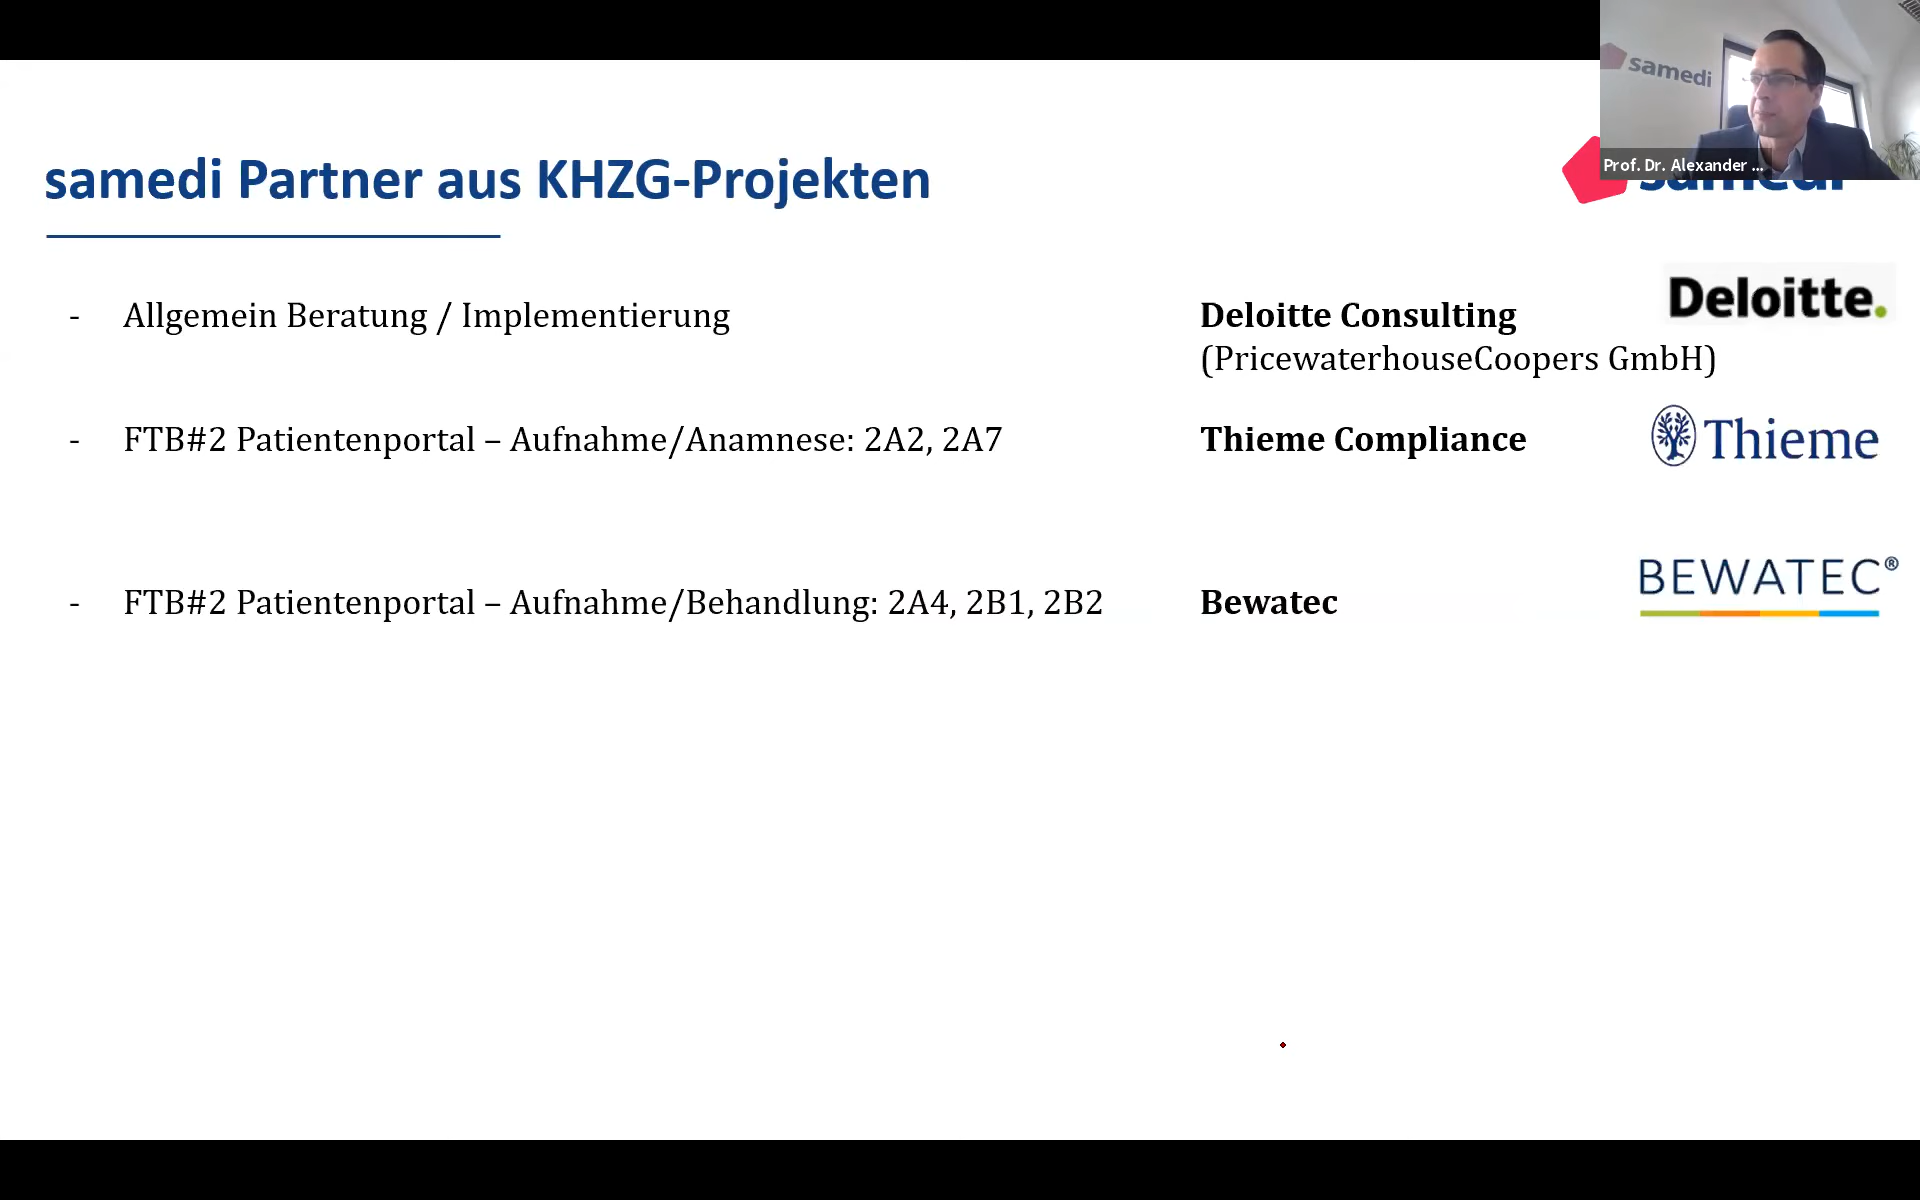 samedi
Prof. Dr. Alexander ...
samedi Partner aus KHZG-Projekten
samedi
- Allgemein Beratung / Implementierung
Deloitte Consulting
(PricewaterhouseCoopers GmbH)
Deloitte.
- FTB#2 Patientenportal – Aufnahme/Anamnese: 2A2, 2A7
Thieme Compliance
Thieme
- FTB#2 Patientenportal – Aufnahme/Behandlung: 2A4, 2B1, 2B2
Bewatec
BEWATEC®